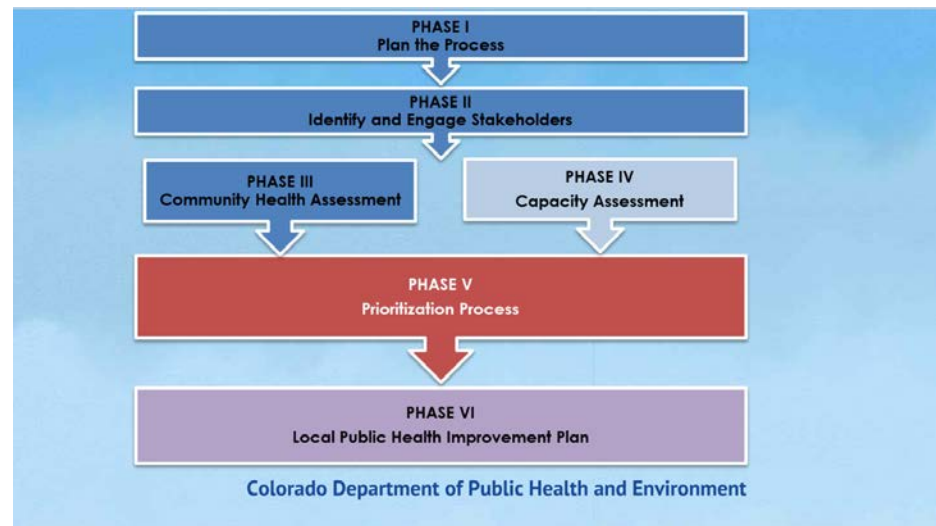 PHASE I
Plan the Process
PHASE II
Identify and Engage Stakeholders
PHASE III
Community Health Assessment
PHASE IV
Capacity Assessment
PHASE V
Prioritization Process
PHASE VI
Local Public Health Improvement Plan
Colorado Department of Public Health and Environment